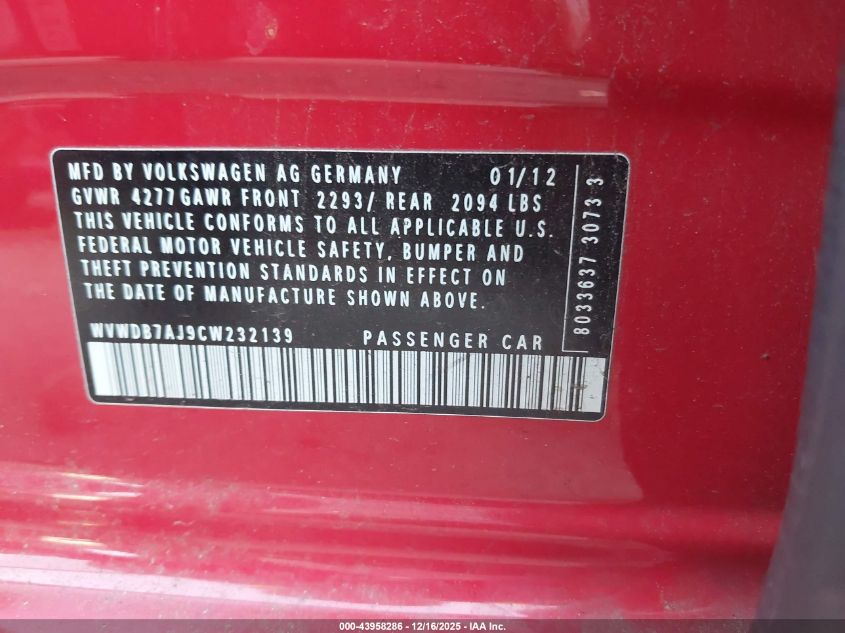 MFD BY VOLKSWAGEN AG GERMANY 01/12
GVWR 4277 GAWR FRONT 2293/ REAR 2094 LBS
THIS VEHICLE CONFORMS TO ALL APPLICABLE U.S.
FEDERAL MOTOR VEHICLE SAFETY, BUMPER AND
THEFT PREVENTION STANDARDS IN EFFECT ON
THE DATE OF MANUFACTURE SHOWN ABOVE.
WVWDB7AJ9CW232139 PASSENGER CAR
8033637 3073 3
000-43958286 - 12/16/2025 - IAA Inc.